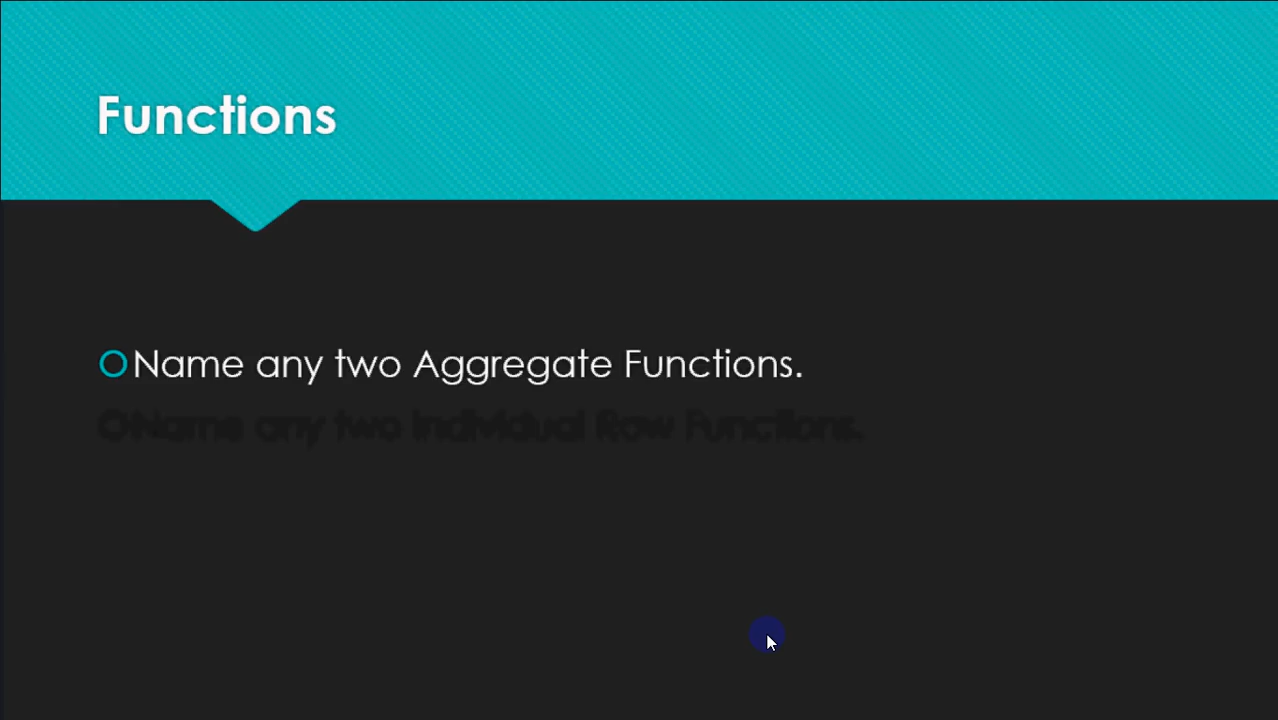 Functions
Name any two Aggregate Functions.
Name any two Individual Row Functions.